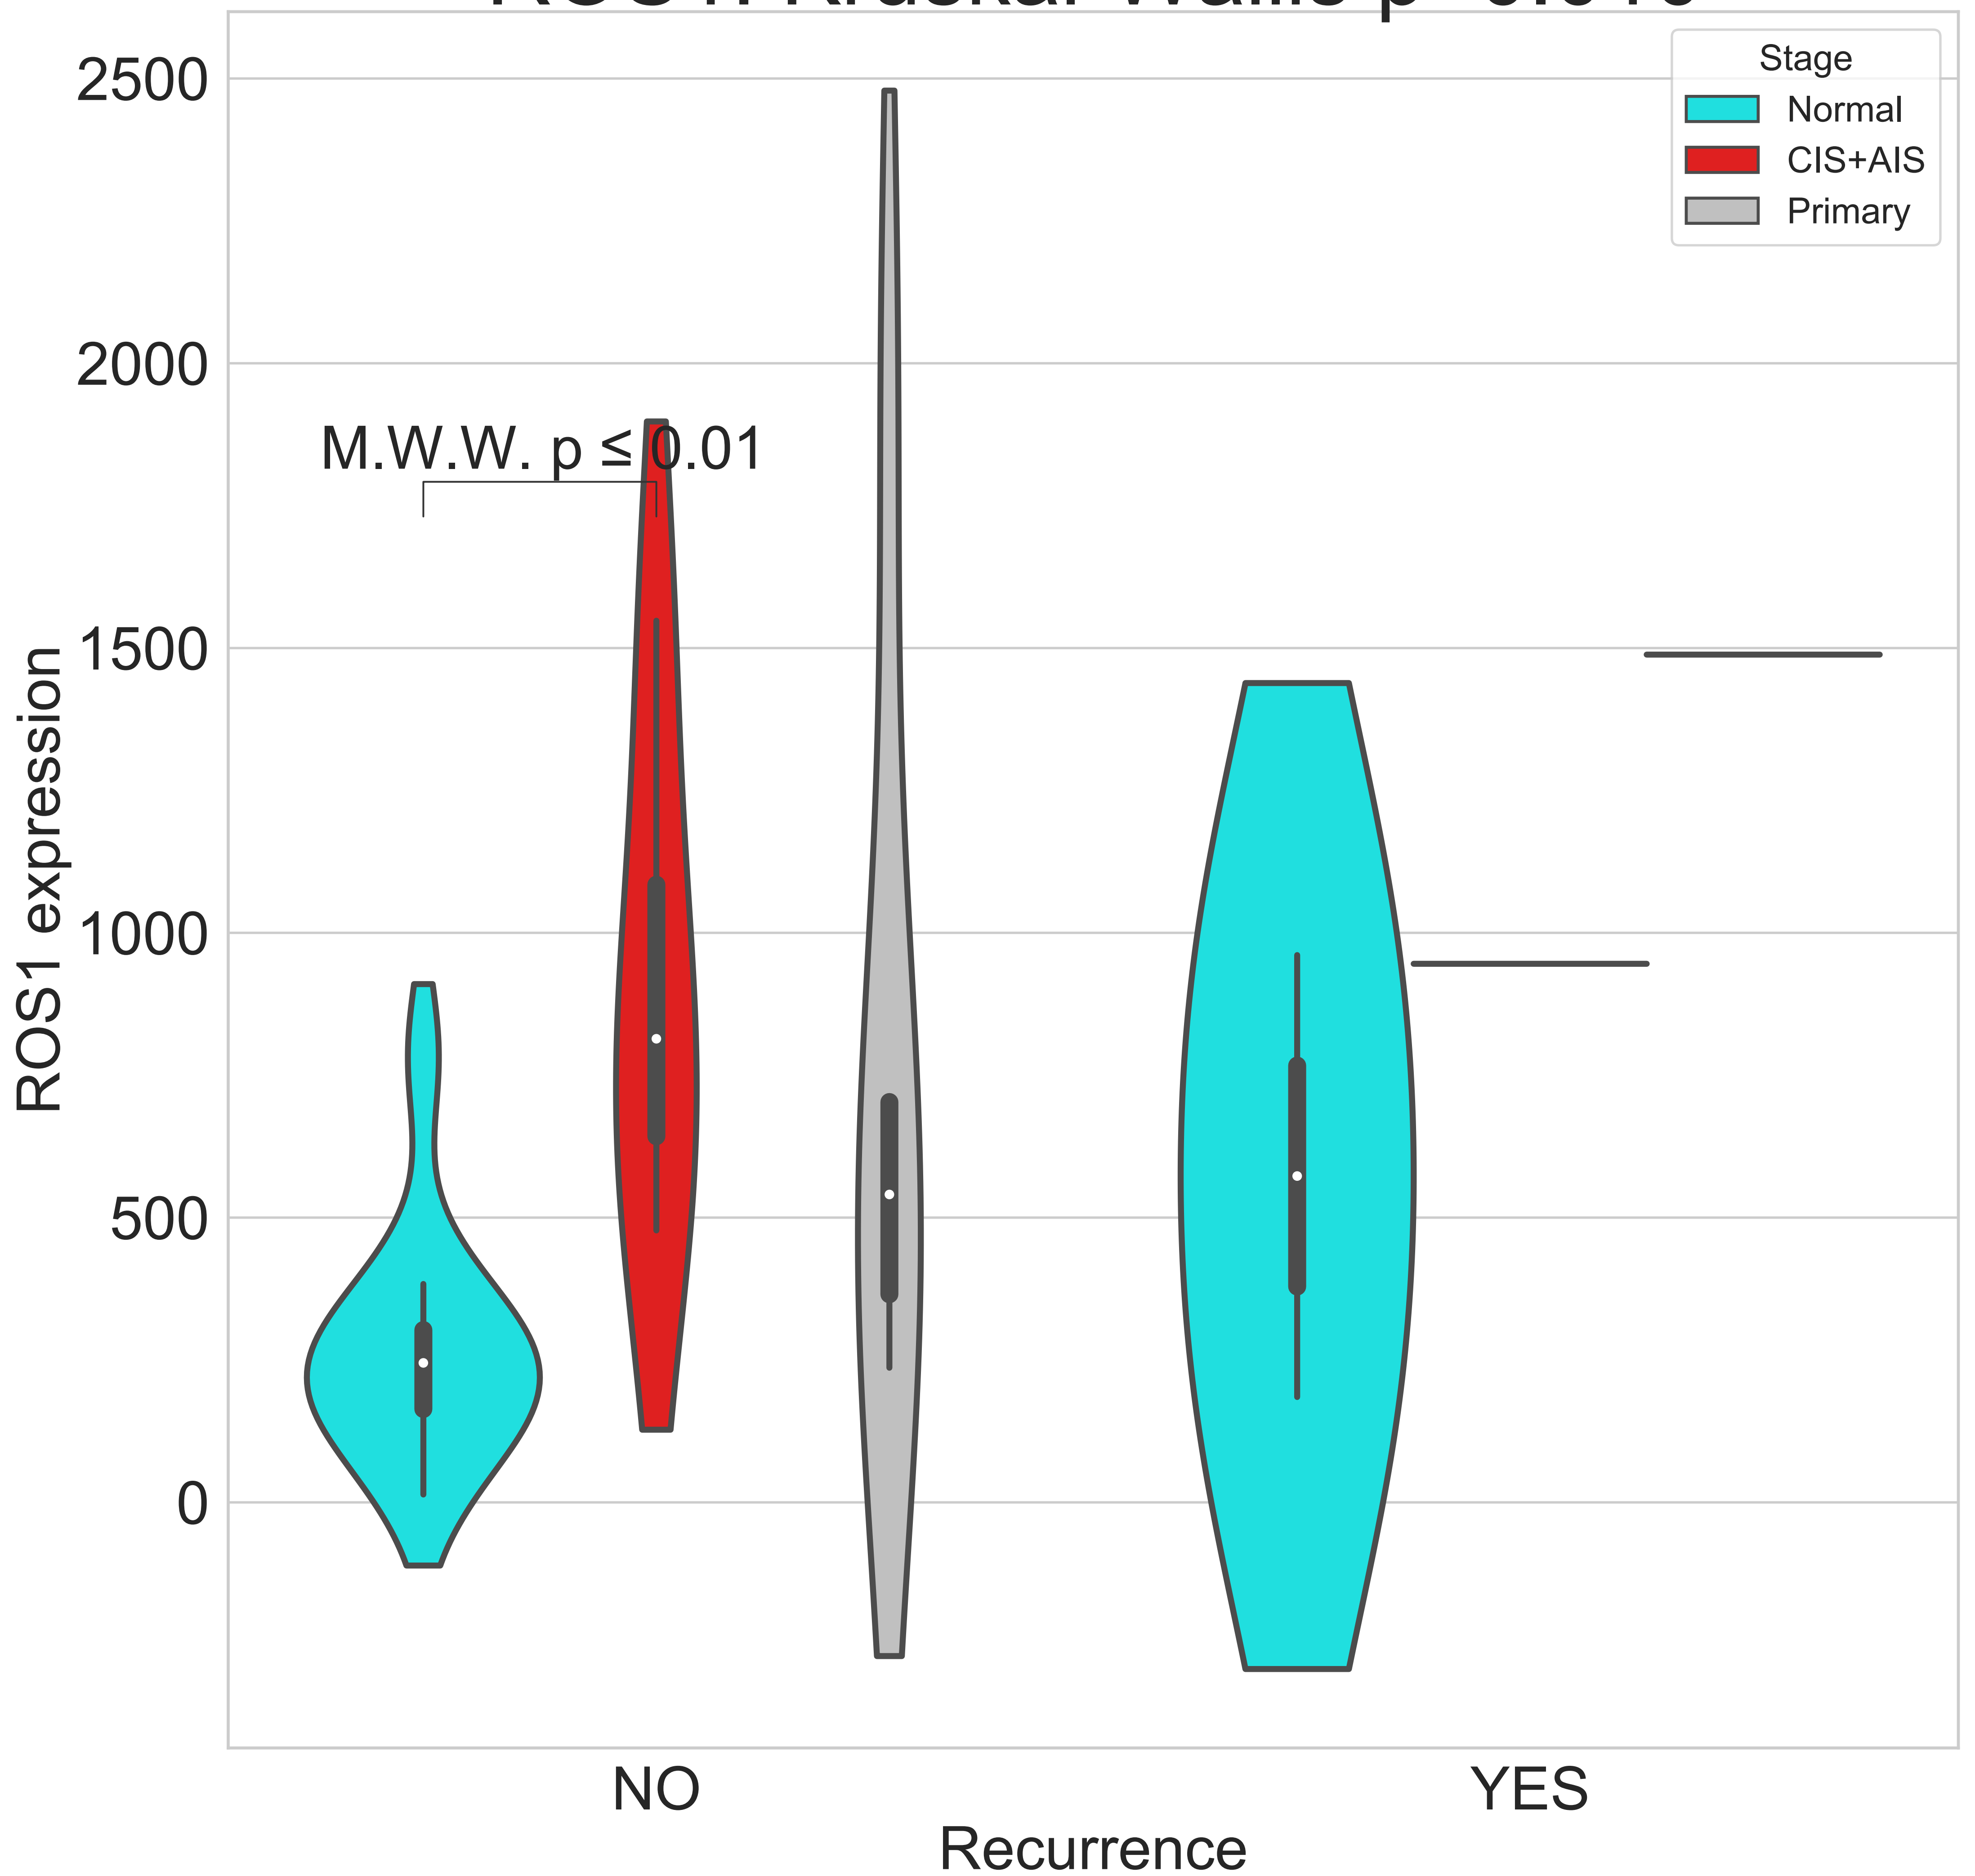 Stage
Normal
CIS+AIS
Primary
2500
2000
1500
1000
500
0
M.W.W. p ≤ 0.01
ROS1 expression
NO
YES
Recurrence